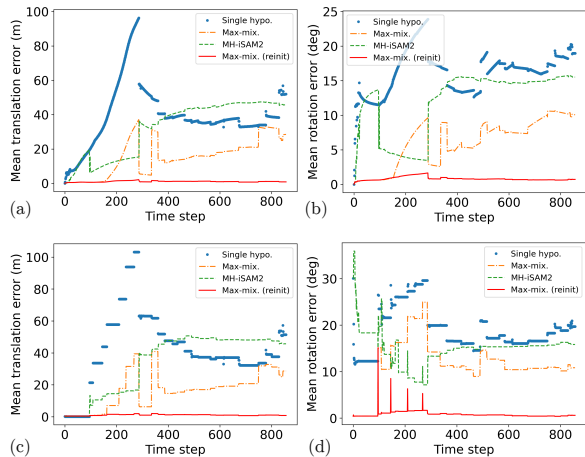 Mean translation error (m)
100
80
60
40
20
0
Single hypo.
Max-mix.
MH-iSAM2
Max-mix. (reinit)
0 200 400 600 800
Time step
(a)
Mean rotation error (deg)
20
15
10
5
0
Single hypo.
Max-mix.
MH-iSAM2
Max-mix. (reinit)
0 200 400 600 800
Time step
(b)
Mean translation error (m)
100
80
60
40
20
0
Single hypo.
Max-mix.
MH-iSAM2
Max-mix. (reinit)
0 200 400 600 800
Time step
(c)
Mean rotation error (deg)
30
20
10
0
Single hypo.
Max-mix.
MH-iSAM2
Max-mix. (reinit)
0 200 400 600 800
Time step
(d)